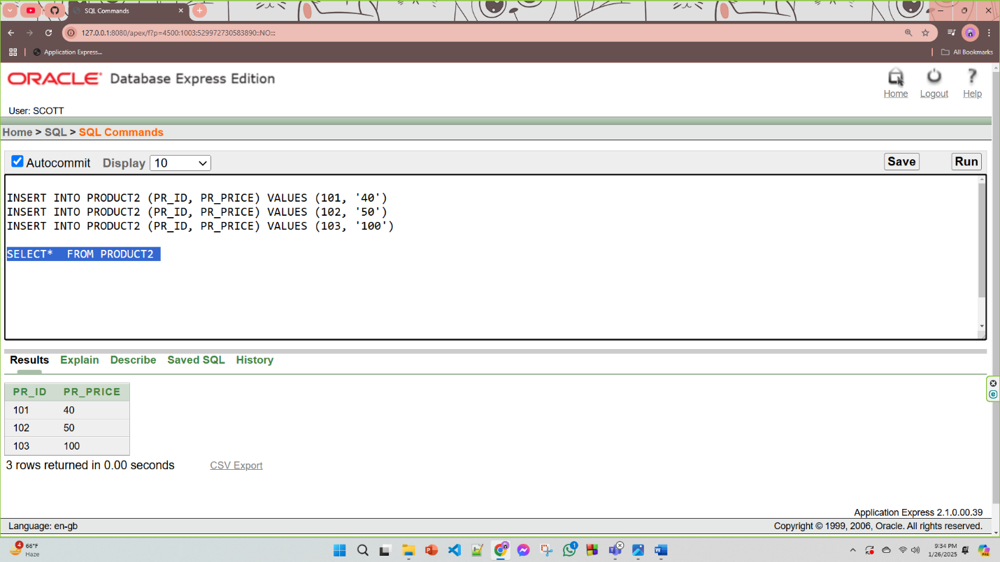 SQL Commands
127.0.0.1:8080/apex/f?p=4500:1003:529972730583890::NO:::
Application Express...
All Bookmarks
ORACLE® Database Express Edition
Home Logout Help
User: SCOTT
Home > SQL > SQL Commands
Autocommit Display 10 Save Run
INSERT INTO PRODUCT2 (PR_ID, PR_PRICE) VALUES (101, '40')
INSERT INTO PRODUCT2 (PR_ID, PR_PRICE) VALUES (102, '50')
INSERT INTO PRODUCT2 (PR_ID, PR_PRICE) VALUES (103, '100')
SELECT*  FROM PRODUCT2
Results Explain Describe Saved SQL History
PR_ID PR_PRICE
101 40
102 50
103 100
3 rows returned in 0.00 seconds CSV Export
Application Express 2.1.0.00.39
Language: en-gb Copyright © 1999, 2006, Oracle. All rights reserved.
4 66°F
Haze
1
9:34 PM
1/26/2025
PRE